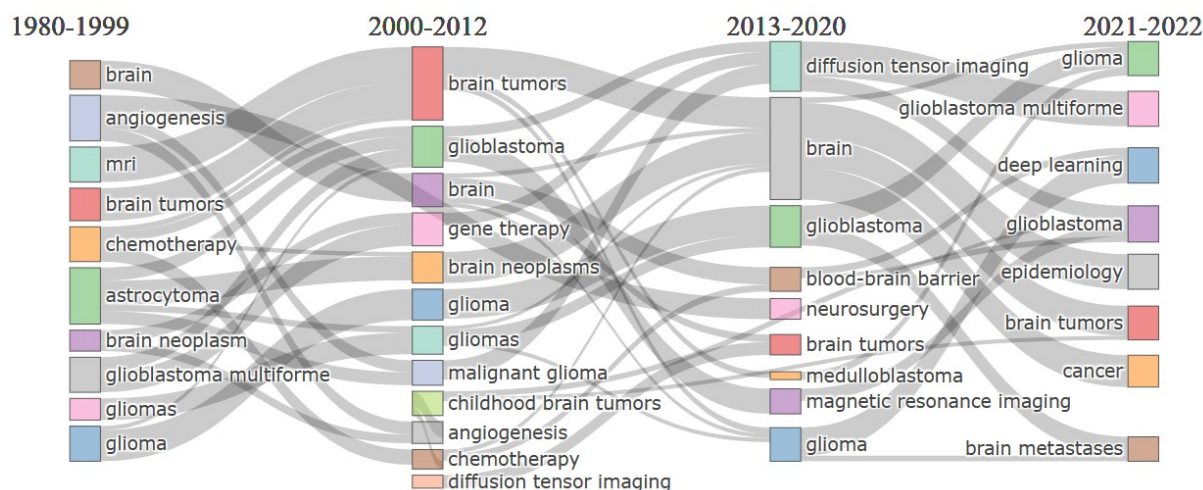 1980-1999
2000-2012
2013-2020
2021-2022
brain
angiogenesis
mri
brain tumors
chemotherapy
astrocytoma
brain neoplasm
glioblastoma multiforme
gliomas
glioma
brain tumors
glioblastoma
brain
gene therapy
brain neoplasms
glioma
gliomas
malignant glioma
childhood brain tumors
angiogenesis
chemotherapy
diffusion tensor imaging
diffusion tensor imaging
brain
glioblastoma
blood-brain barrier
neurosurgery
brain tumors
medulloblastoma
magnetic resonance imaging
glioma
glioma
glioblastoma multiforme
deep learning
glioblastoma
epidemiology
brain tumors
cancer
brain metastases